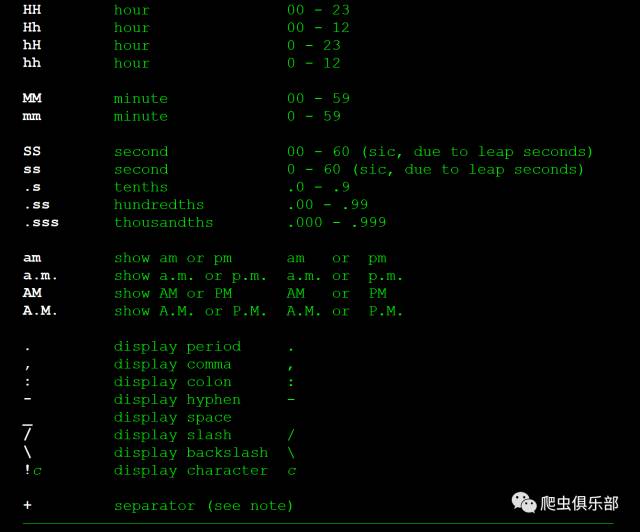 HH hour 00 - 23
Hh hour 00 - 12
hH hour 0 - 23
hh hour 0 - 12
MM minute 00 - 59
mm minute 0 - 59
SS second 00 - 60 (sic, due to leap seconds)
ss second 0 - 60 (sic, due to leap seconds)
.s tenths .0 - .9
.ss hundredths .00 - .99
.sss thousandths .000 - .999
am show am or pm am or pm
a.m. show a.m. or p.m. a.m. or p.m.
AM show AM or PM AM or PM
A.M. show A.M. or P.M. A.M. or P.M.
. display period .
, display comma ,
: display colon :
- display hyphen -
_ display space
/ display slash /
\ display backslash \
!c display character c
+ separator (see note)
爬虫俱乐部